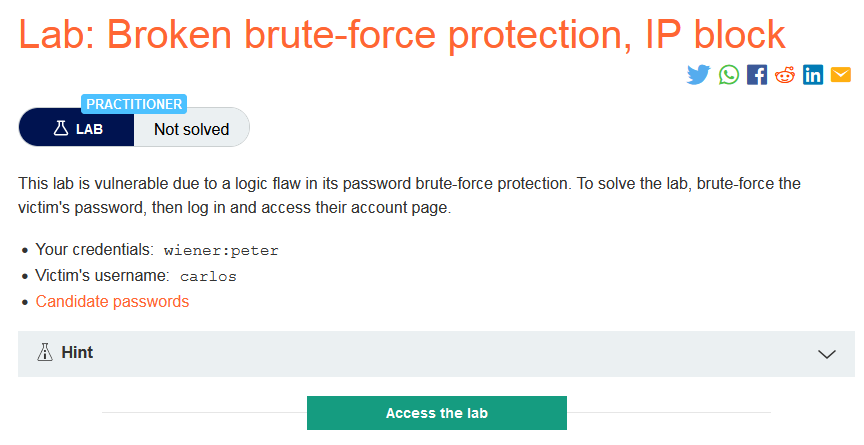 Lab: Broken brute-force protection, IP block
PRACTITIONER
LAB
Not solved
This lab is vulnerable due to a logic flaw in its password brute-force protection. To solve the lab, brute-force the
victim's password, then log in and access their account page.
• Your credentials: wiener:peter
• Victim's username: carlos
• Candidate passwords
Hint
Access the lab